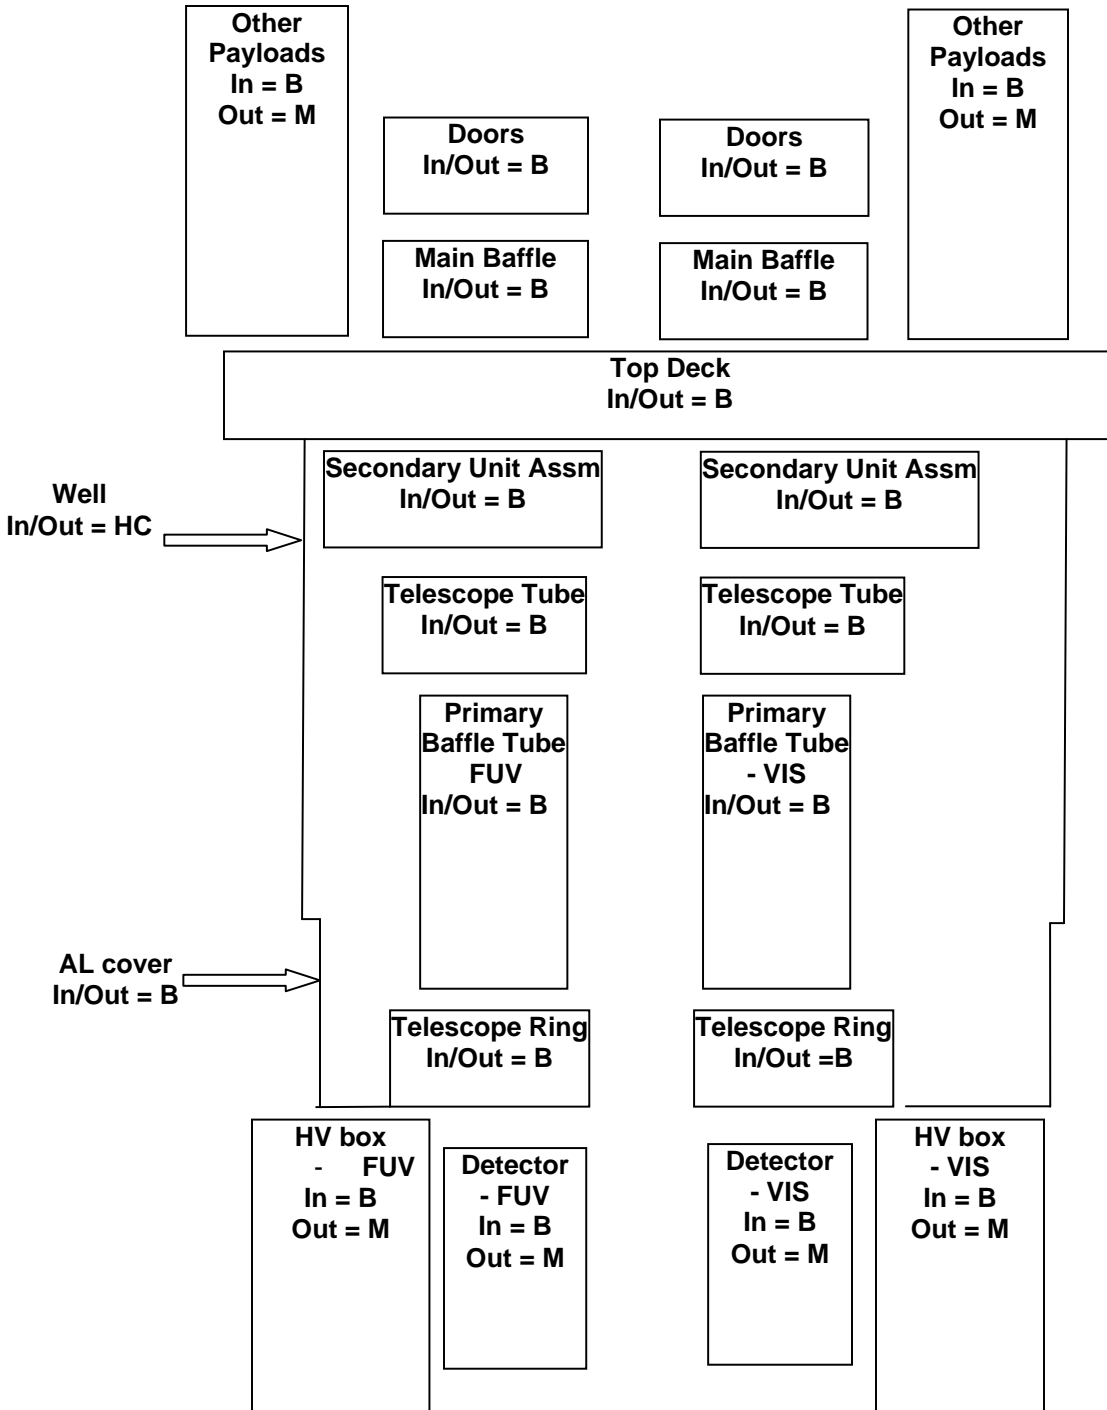 Other
Payloads
In = B
Out = M
Other
Payloads
In = B
Out = M
Doors
In/Out = B
Doors
In/Out = B
Main Baffle
In/Out = B
Main Baffle
In/Out = B
Top Deck
In/Out = B
Well
In/Out = HC
Secondary Unit Assm
In/Out = B
Secondary Unit Assm
In/Out = B
Telescope Tube
In/Out = B
Telescope Tube
In/Out = B
Primary
Baffle Tube
FUV
In/Out = B
Primary
Baffle Tube
- VIS
In/Out = B
AL cover
In/Out = B
Telescope Ring
In/Out = B
Telescope Ring
In/Out =B
HV box
- FUV
In = B
Out = M
Detector
- FUV
In = B
Out = M
Detector
- VIS
In = B
Out = M
HV box
- VIS
In = B
Out = M